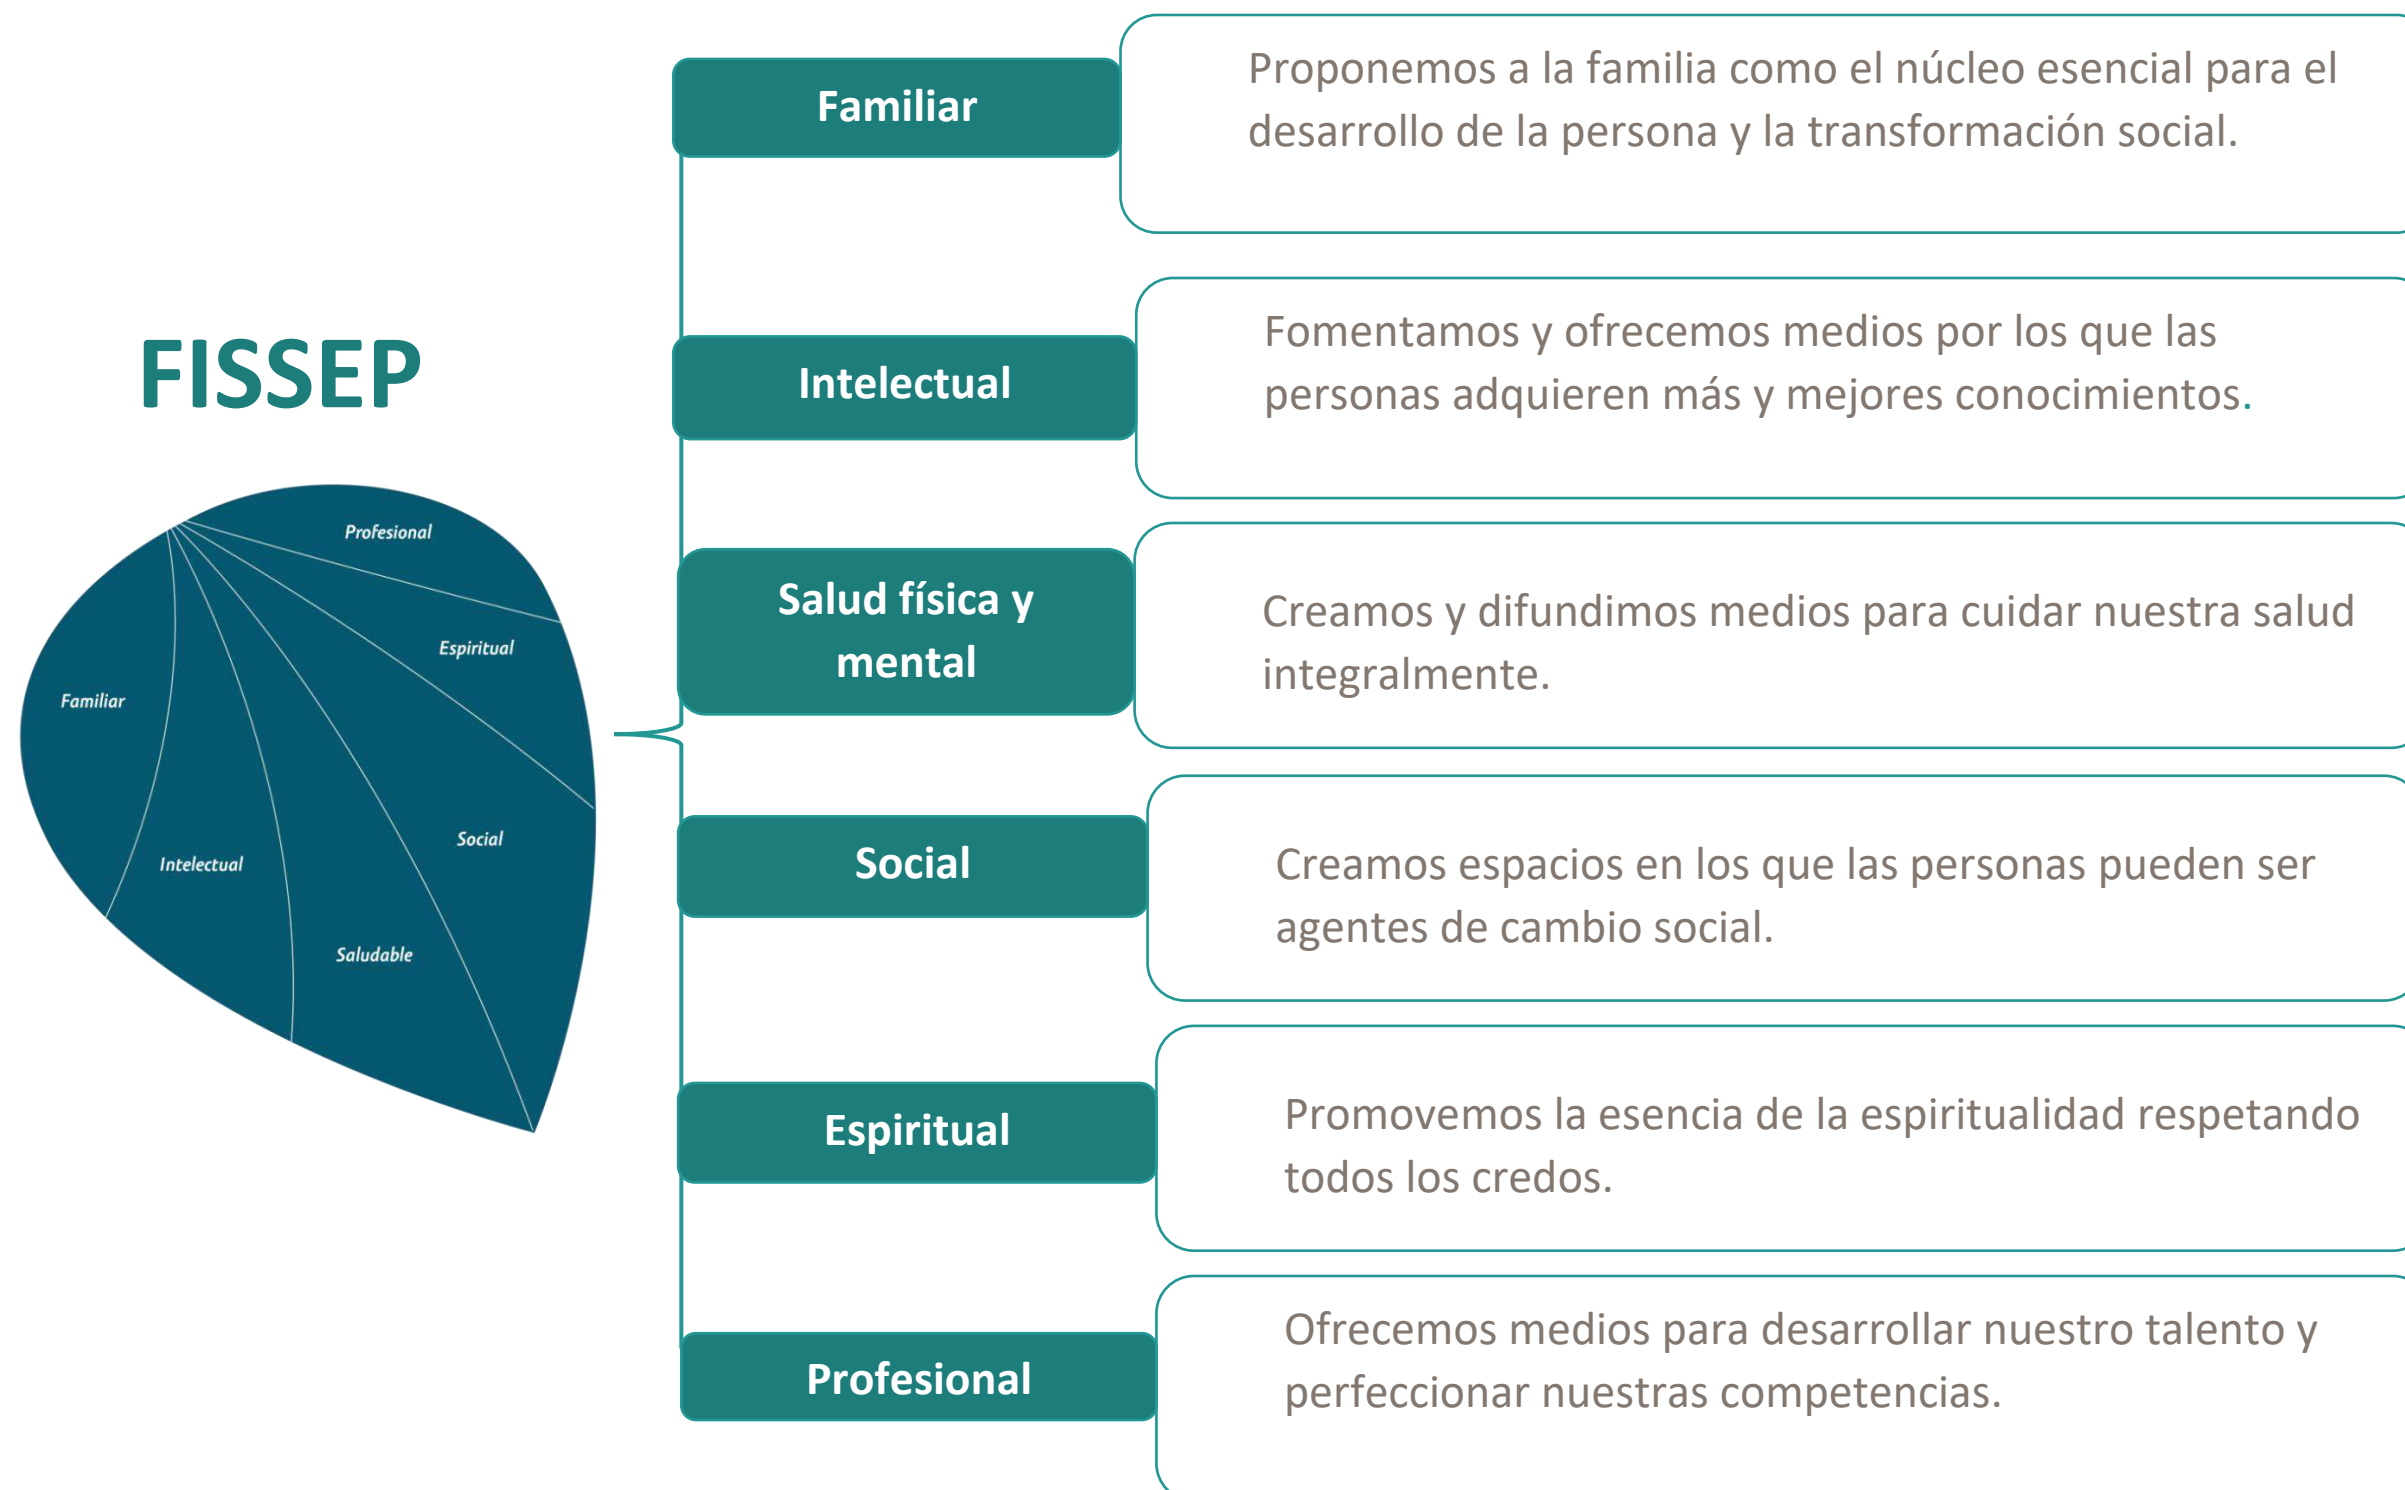 FISSEP
Profesional
Espiritual
Familiar
Social
Intelectual
Saludable
Familiar
Proponemos a la familia como el núcleo esencial para el
desarrollo de la persona y la transformación social.
Intelectual
Fomentamos y ofrecemos medios por los que las
personas adquieren más y mejores conocimientos.
Salud física y
mental
Creamos y difundimos medios para cuidar nuestra salud
integralmente.
Social
Creamos espacios en los que las personas pueden ser
agentes de cambio social.
Espiritual
Promovemos la esencia de la espiritualidad respetando
todos los credos.
Profesional
Ofrecemos medios para desarrollar nuestro talento y
perfeccionar nuestras competencias.